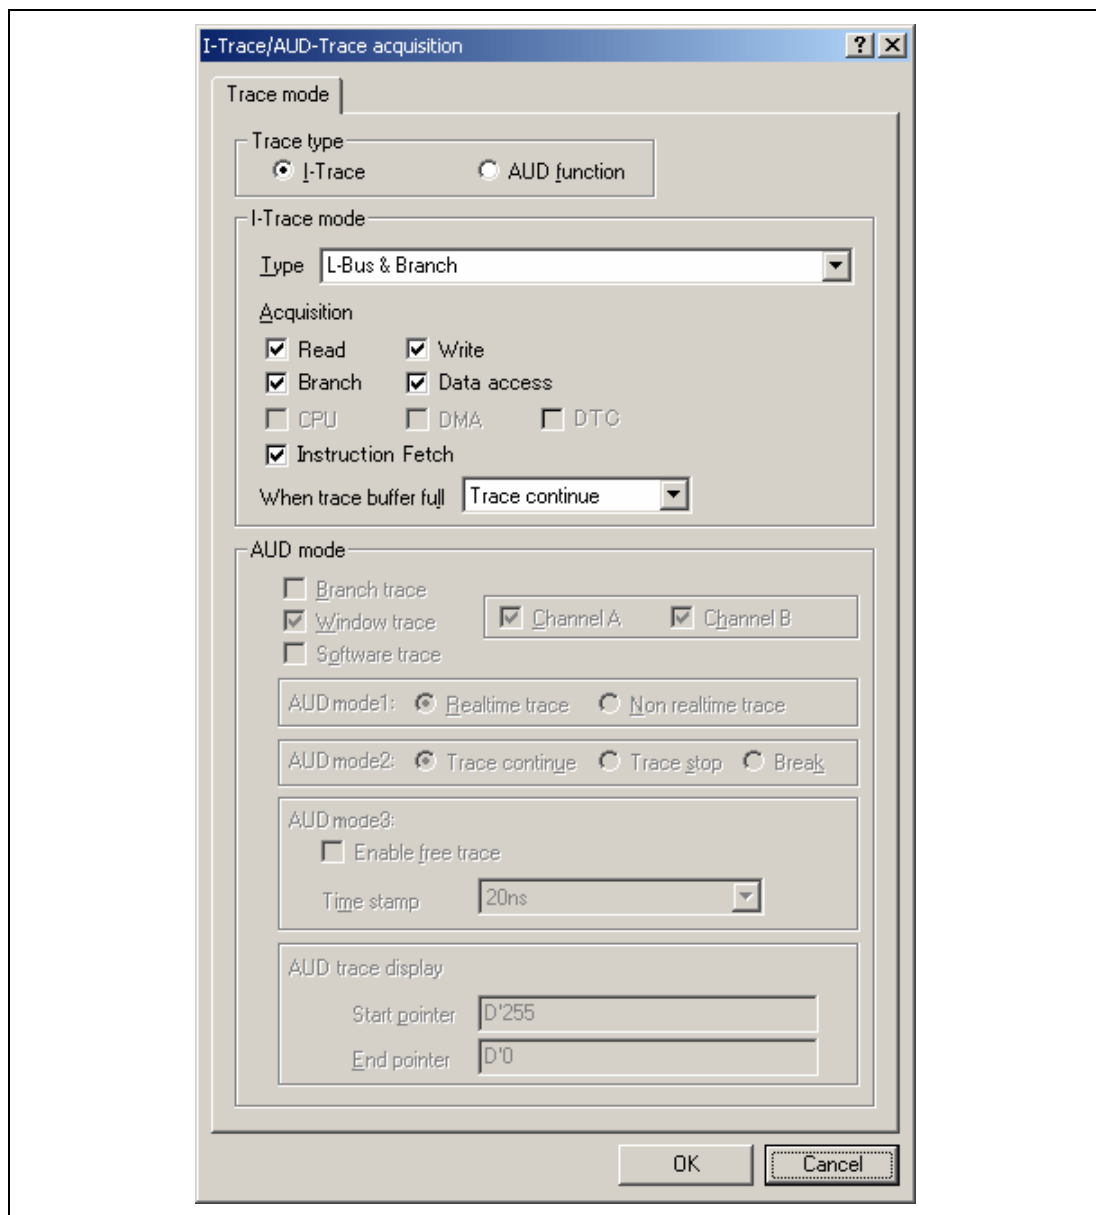 I-Trace/AUD-Trace acquisition
Trace mode
Trace type
I-Trace AUD function
I-Trace mode
Type L-Bus & Branch
Acquisition
Read Write
Branch Data access
CPU DMA DTC
Instruction Fetch
When trace buffer full Trace continue
AUD mode
Branch trace
Window trace Channel A Channel B
Software trace
AUD mode1: Realtime trace Non realtime trace
AUD mode2: Trace continue Trace stop Break
AUD mode3:
Enable free trace
Time stamp 20ns
AUD trace display
Start pointer D'255
End pointer D'0
OK Cancel